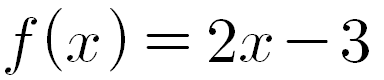 f(x) = 2x − 3